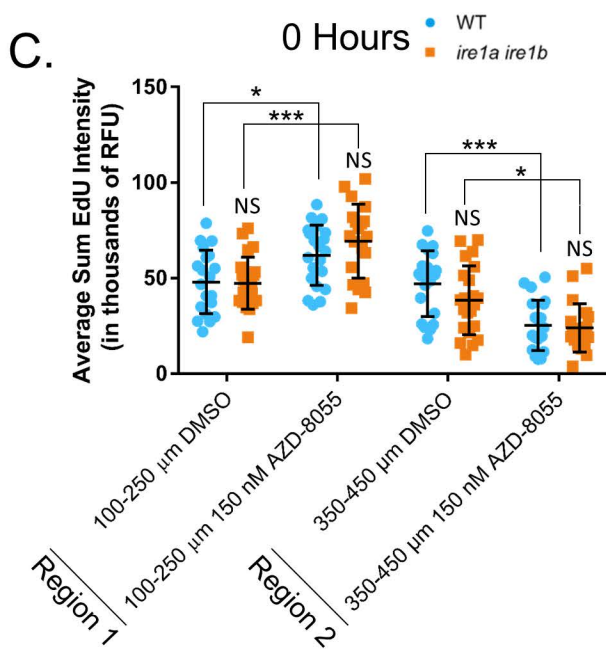 C.
0 Hours
WT
ire1a ire1b
Average Sum EdU Intensity
(in thousands of RFU)
150
100
50
0
*
***
NS
NS
***
*
NS
NS
100-250 μm DMSO
100-250 μm 150 nM AZD-8055
350-450 μm DMSO
350-450 μm 150 nM AZD-8055
Region 1
Region 2